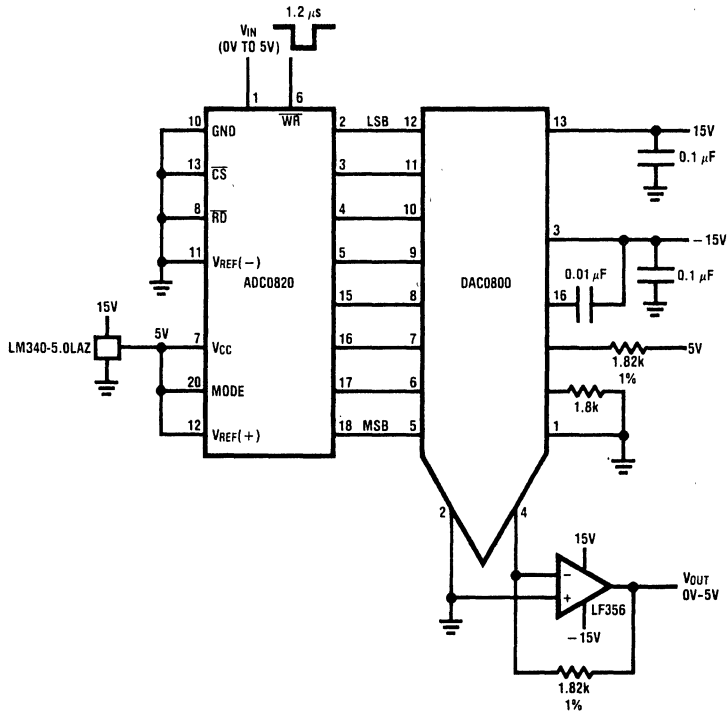 1.2 µs
VIN
(0V TO 5V)
1
6
WR
10
GND
2
LSB
12
13
15V
13
CS
3
11
0.1 µF
8
RD
4
10
3
−15V
11
VREF(−)
5
9
0.01 µF
ADC0820
DAC0800
0.1 µF
15
8
16
15V
LM340-5.0LAZ
5V
7
VCC
16
7
5V
1.82k
1%
20
MODE
17
6
1.8k
12
VREF(+)
18
MSB
5
1
2
4
15V
−
+
LF356
VOUT
0V-5V
−15V
1.82k
1%